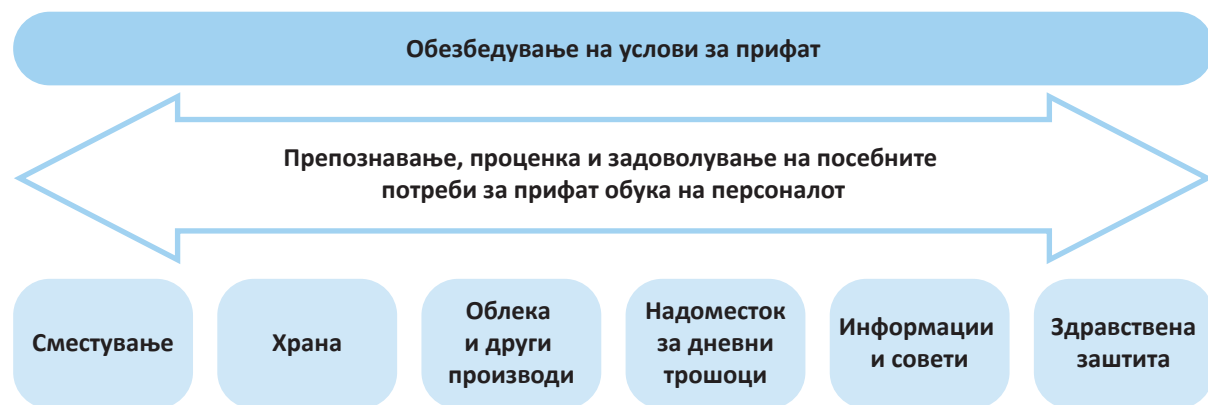 Обезбедување на услови за прифат
Препознавање, проценка и задоволување на посебните
потреби за прифат обука на персоналот
Сместување
Храна
Облека
и други
производи
Надоместок
за дневни
трошоци
Информации
и совети
Здравствена
заштита